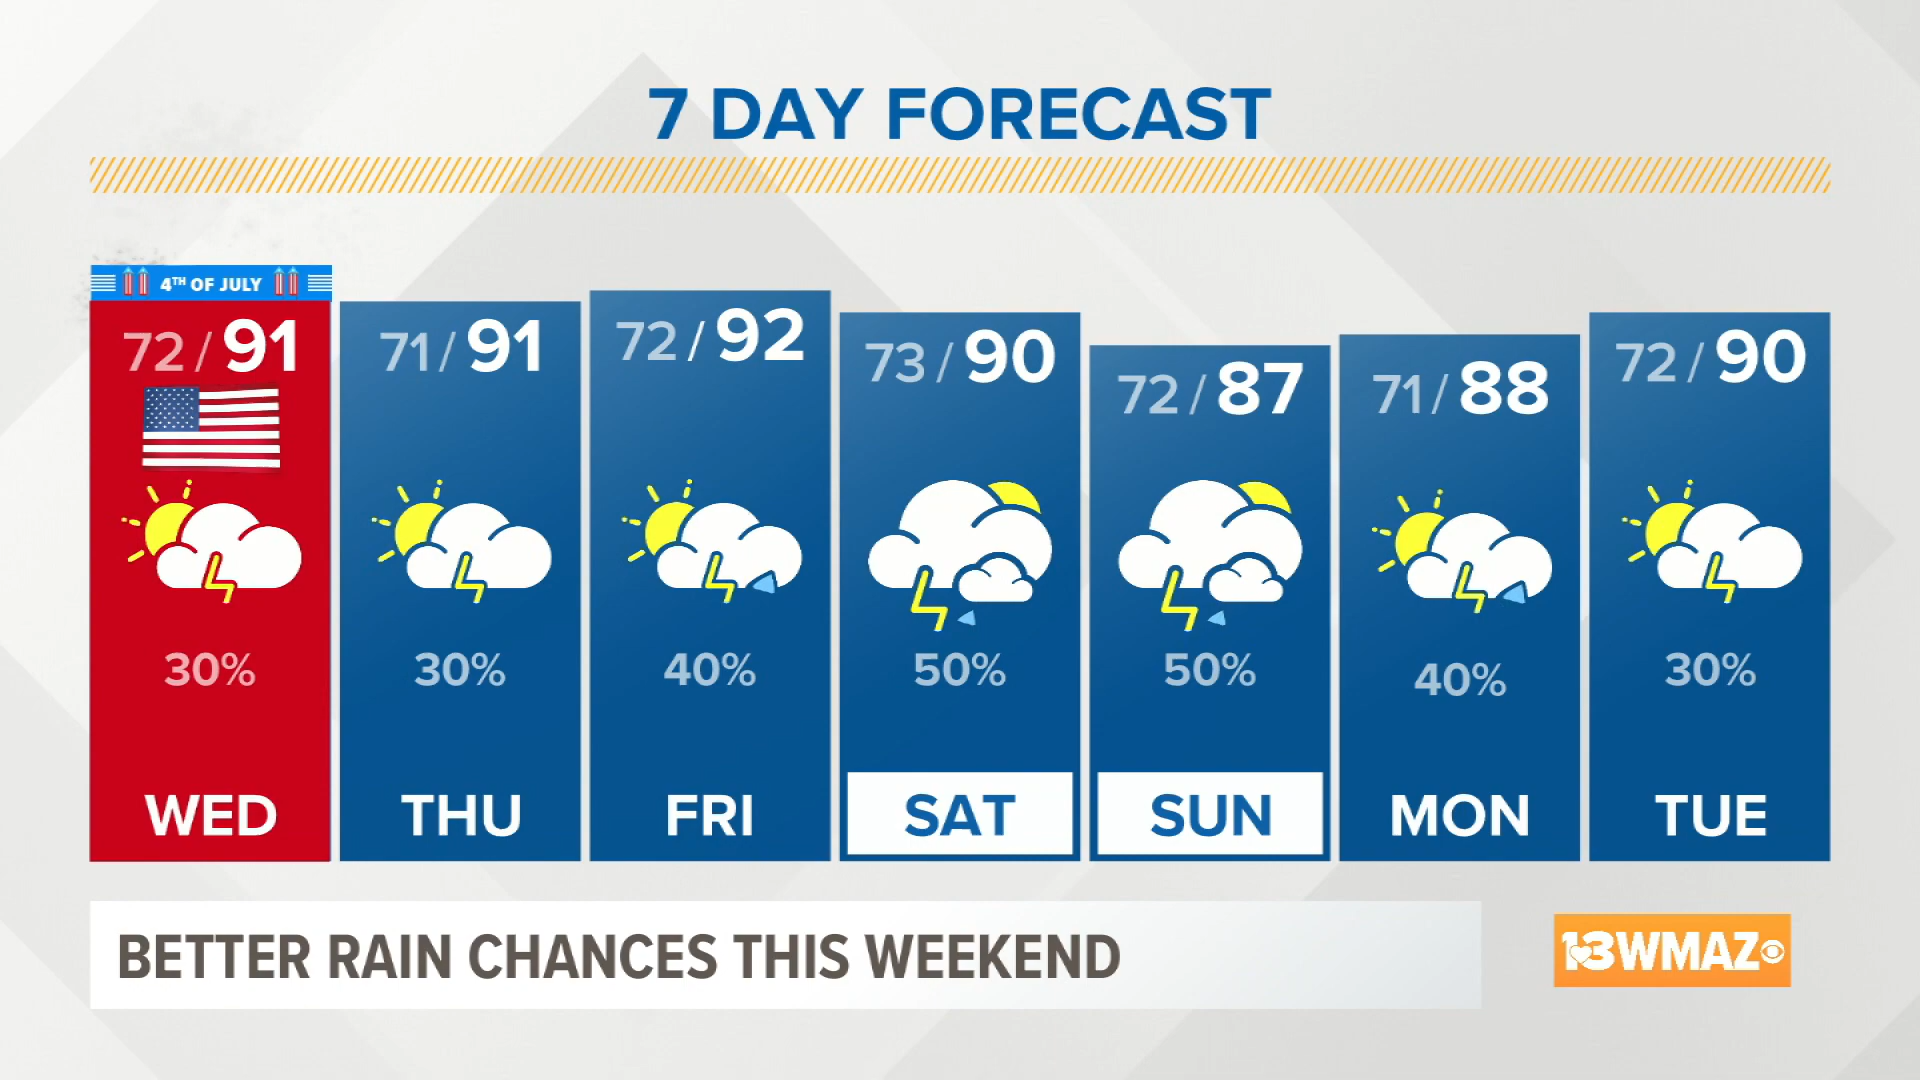 7 DAY FORECAST
4TH OF JULY
72/91
71/91
72/92
73/90
72/87
71/88
72/90
30%
30%
40%
50%
50%
40%
30%
WED
THU
FRI
SAT
SUN
MON
TUE
BETTER RAIN CHANCES THIS WEEKEND
13WMAZ